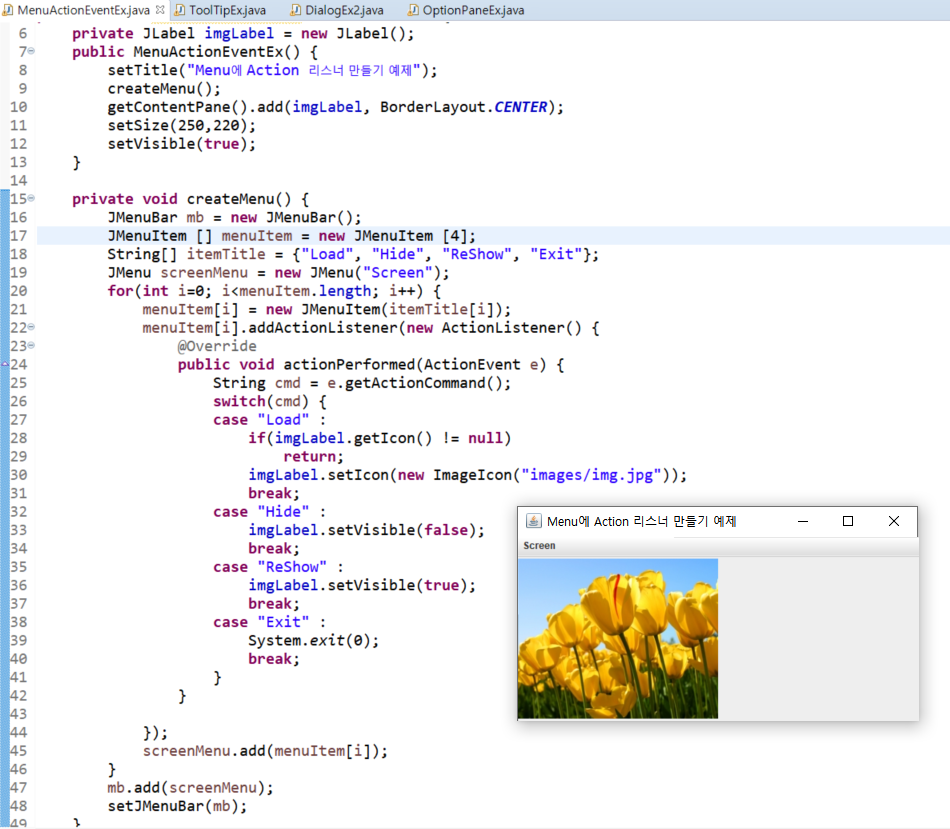 MenuActionEventEx.java ToolTipEx.java DialogEx2.java OptionPaneEx.java
6 private JLabel imgLabel = new JLabel();
7 public MenuActionEventEx() {
8 setTitle("Menu에 Action 리스너 만들기 예제");
9 createMenu();
10 getContentPane().add(imgLabel, BorderLayout.CENTER);
11 setSize(250,220);
12 setVisible(true);
13 }
14
15 private void createMenu() {
16 JMenuBar mb = new JMenuBar();
17 JMenuItem [] menuItem = new JMenuItem [4];
18 String[] itemTitle = {"Load", "Hide", "ReShow", "Exit"};
19 JMenu screenMenu = new JMenu("Screen");
20 for(int i=0; i<menuItem.length; i++) {
21 menuItem[i] = new JMenuItem(itemTitle[i]);
22 menuItem[i].addActionListener(new ActionListener() {
23 @Override
24 public void actionPerformed(ActionEvent e) {
25 String cmd = e.getActionCommand();
26 switch(cmd) {
27 case "Load" :
28 if(imgLabel.getIcon() != null)
29 return;
30 imgLabel.setIcon(new ImageIcon("images/img.jpg"));
31 break;
32 case "Hide" :
33 imgLabel.setVisible(false);
34 break;
35 case "ReShow" :
36 imgLabel.setVisible(true);
37 break;
38 case "Exit" :
39 System.exit(0);
40 break;
41 }
42 }
43
44 });
45 screenMenu.add(menuItem[i]);
46 }
47 mb.add(screenMenu);
48 setJMenuBar(mb);
49 }
Menu에 Action 리스너 만들기 예제
Screen